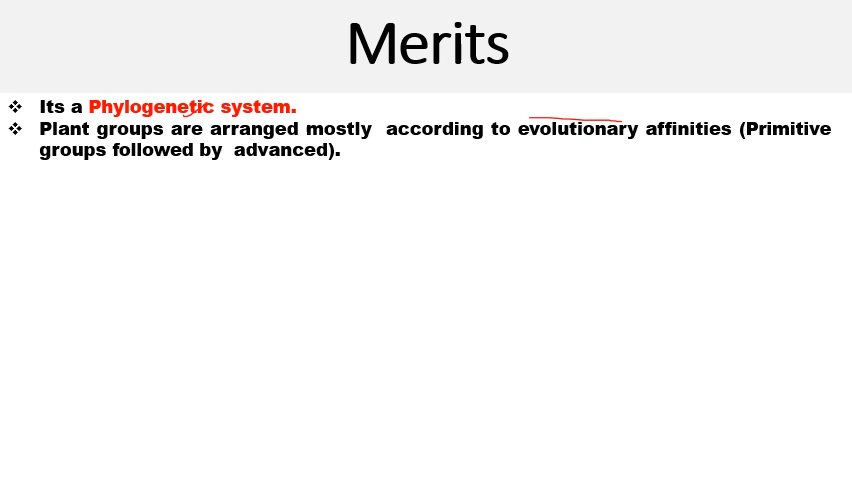 Merits
❖ Its a Phylogenetic system.
❖ Plant groups are arranged mostly according to evolutionary affinities (Primitive
groups followed by advanced).